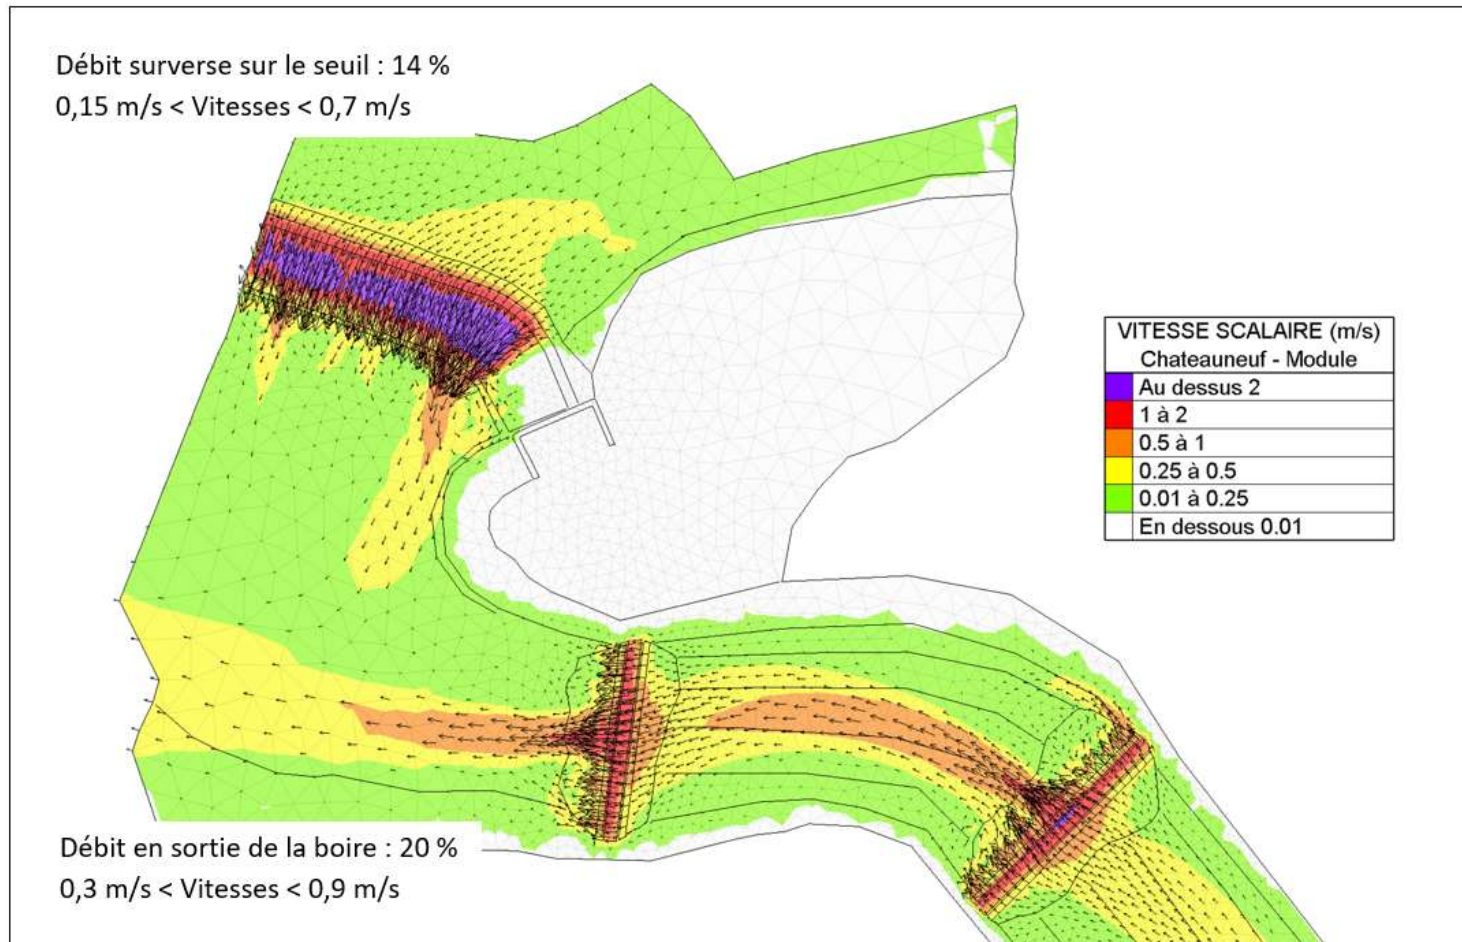 Débit surverse sur le seuil : 14 %
0,15 m/s < Vitesses < 0,7 m/s
VITESSE SCALAIRE (m/s)
Chateauneuf - Module
Au dessus 2
1 à 2
0.5 à 1
0.25 à 0.5
0.01 à 0.25
En dessous 0.01
Débit en sortie de la boire : 20 %
0,3 m/s < Vitesses < 0,9 m/s